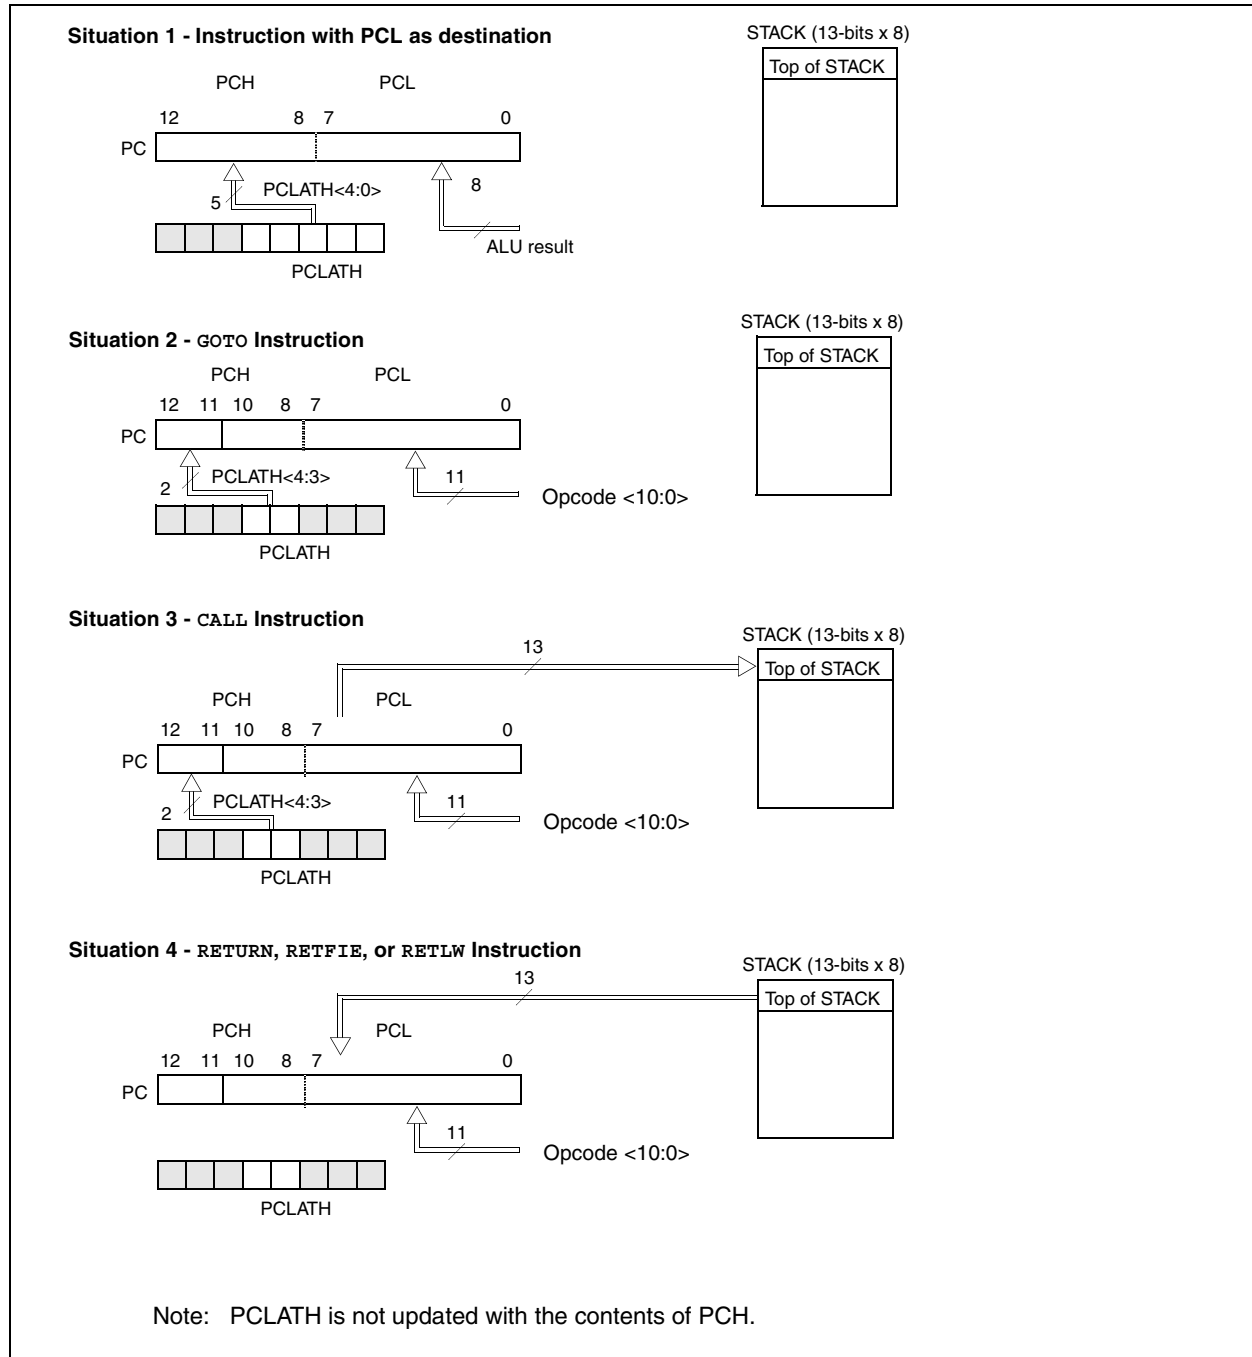 Situation 1 - Instruction with PCL as destination
STACK (13-bits x 8)
Top of STACK
PCH PCL
12 8 7 0
PC
5 PCLATH<4:0> 8
ALU result
PCLATH
Situation 2 - GOTO Instruction
STACK (13-bits x 8)
Top of STACK
PCH PCL
12 11 10 8 7 0
PC
2 PCLATH<4:3> 11
Opcode <10:0>
PCLATH
Situation 3 - CALL Instruction
STACK (13-bits x 8)
13
Top of STACK
PCH PCL
12 11 10 8 7 0
PC
2 PCLATH<4:3> 11
Opcode <10:0>
PCLATH
Situation 4 - RETURN, RETFIE, or RETLW Instruction
STACK (13-bits x 8)
13
Top of STACK
PCH PCL
12 11 10 8 7 0
PC
11
Opcode <10:0>
PCLATH
Note: PCLATH is not updated with the contents of PCH.